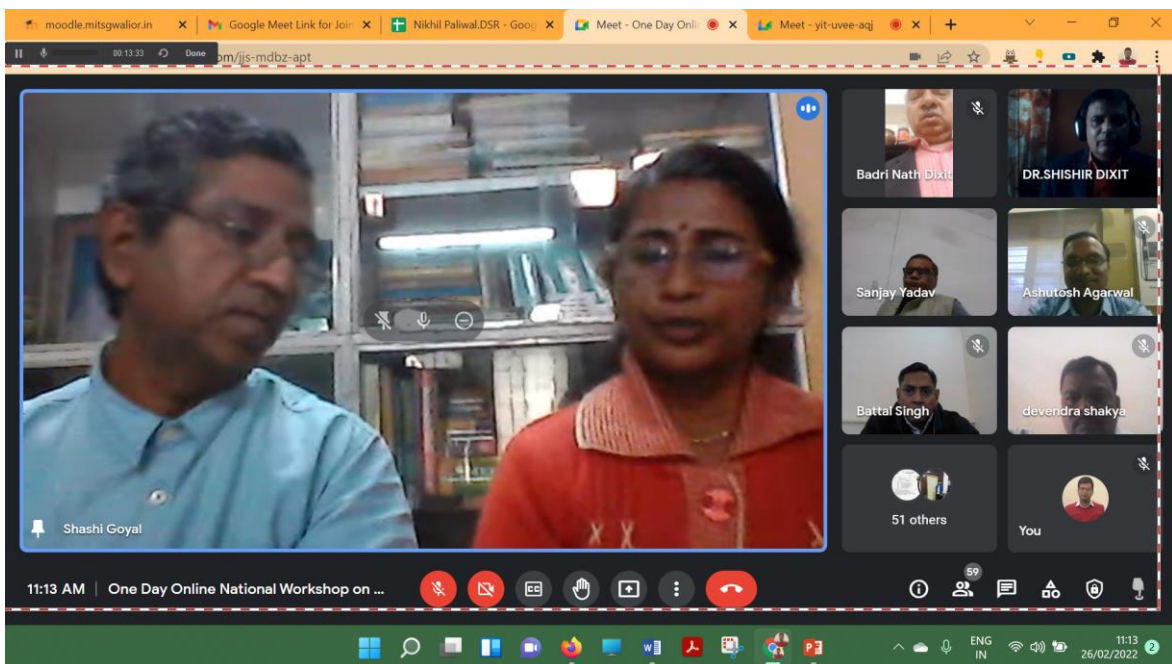 moodle.mitsgwalior.in
Google Meet Link for Join
Nikhil Paliwal.DSR - Goog
Meet - One Day Onli
Meet - yit-uvee-aqj
00:13:33 Done
om/jjs-mdbz-apt
Badri Nath Dixit
DR.SHISHIR DIXIT
Sanjay Yadav
Ashutosh Agarwal
Battal Singh
devendra shakya
51 others
You
Shashi Goyal
11:13 AM | One Day Online National Workshop on ...
CC
59
ENG
IN
11:13
26/02/2022
2